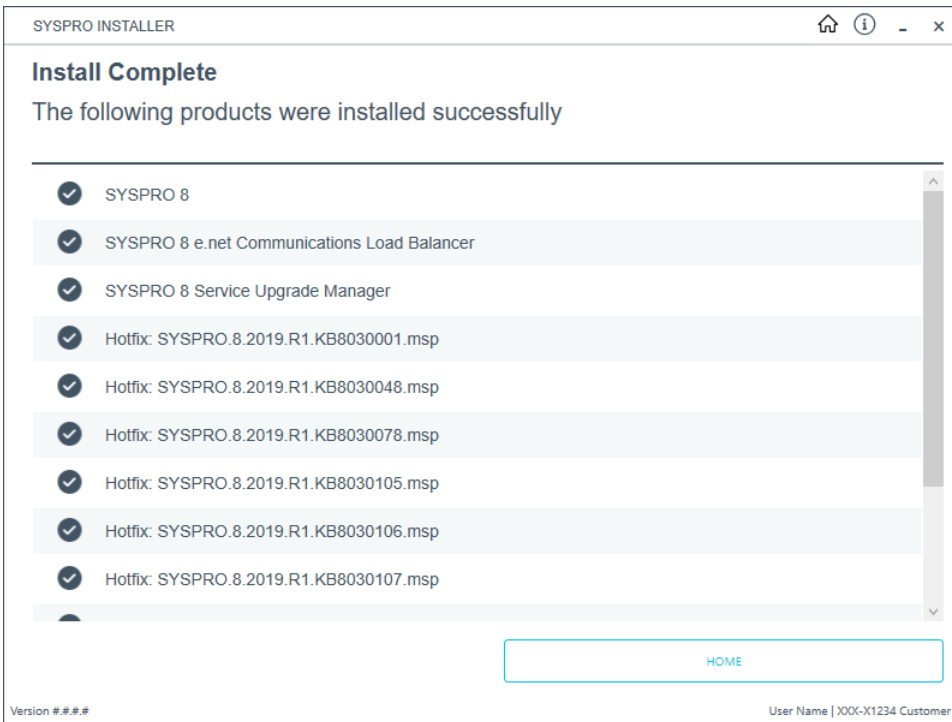 SYSPRO INSTALLER
Install Complete
The following products were installed successfully
SYSPRO 8
SYSPRO 8 e.net Communications Load Balancer
SYSPRO 8 Service Upgrade Manager
Hotfix: SYSPRO.8.2019.R1.KB8030001.msp
Hotfix: SYSPRO.8.2019.R1.KB8030048.msp
Hotfix: SYSPRO.8.2019.R1.KB8030078.msp
Hotfix: SYSPRO.8.2019.R1.KB8030105.msp
Hotfix: SYSPRO.8.2019.R1.KB8030106.msp
Hotfix: SYSPRO.8.2019.R1.KB8030107.msp
HOME
Version #.#.#.# User Name | XXX-X1234 Customer